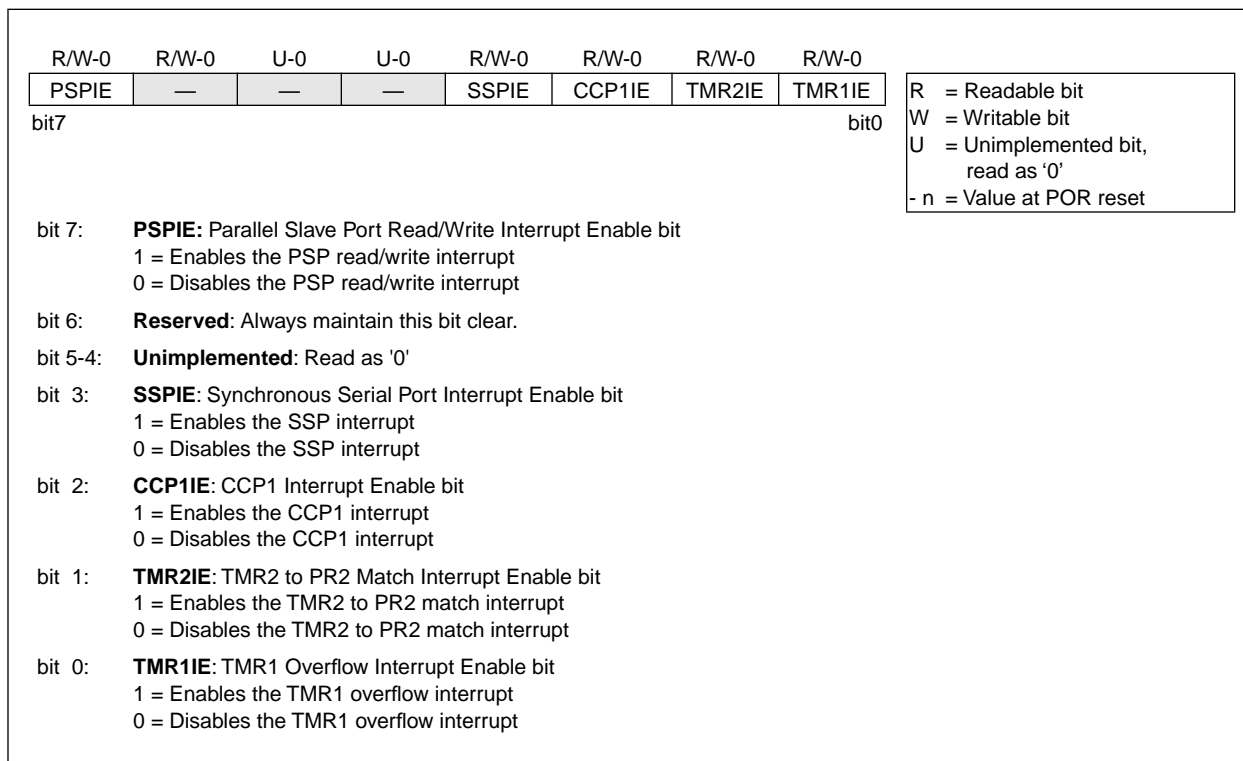 R/W-0 R/W-0 U-0 U-0 R/W-0 R/W-0 R/W-0 R/W-0
PSPIE — — — SSPIE CCP1IE TMR2IE TMR1IE
bit7 bit0
R = Readable bit
W = Writable bit
U = Unimplemented bit,
read as ‘0’
- n = Value at POR reset
bit 7: PSPIE: Parallel Slave Port Read/Write Interrupt Enable bit
1 = Enables the PSP read/write interrupt
0 = Disables the PSP read/write interrupt
bit 6: Reserved: Always maintain this bit clear.
bit 5-4: Unimplemented: Read as '0'
bit 3: SSPIE: Synchronous Serial Port Interrupt Enable bit
1 = Enables the SSP interrupt
0 = Disables the SSP interrupt
bit 2: CCP1IE: CCP1 Interrupt Enable bit
1 = Enables the CCP1 interrupt
0 = Disables the CCP1 interrupt
bit 1: TMR2IE: TMR2 to PR2 Match Interrupt Enable bit
1 = Enables the TMR2 to PR2 match interrupt
0 = Disables the TMR2 to PR2 match interrupt
bit 0: TMR1IE: TMR1 Overflow Interrupt Enable bit
1 = Enables the TMR1 overflow interrupt
0 = Disables the TMR1 overflow interrupt